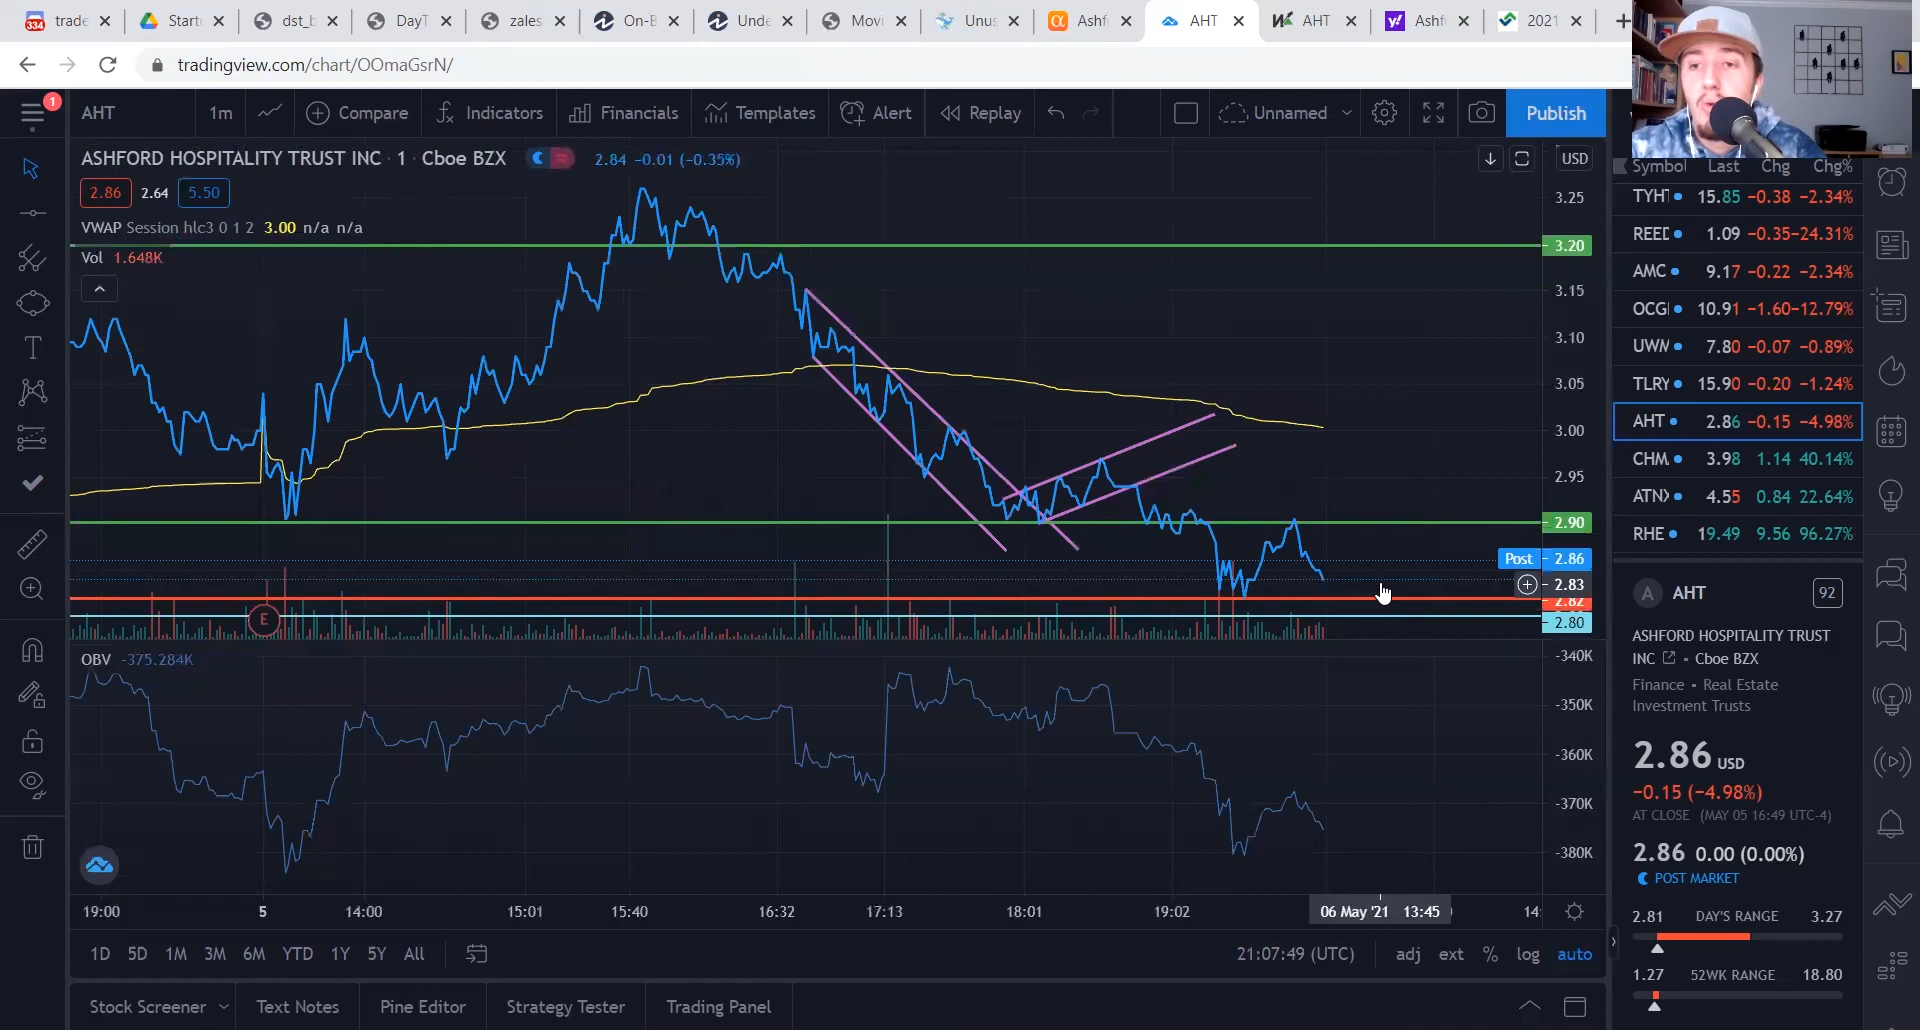 334 trade × Start × dst_b × DayT × zales × On-B × Unde × Movi × Unus × Ashf × AHT × AHT × Ashf × 2021 × +
tradingview.com/chart/OOmaGsrN/
1 AHT 1m Compare Indicators Financials Templates Alert Replay Unnamed Publish
ASHFORD HOSPITALITY TRUST INC · 1 · Cboe BZX 2.84 −0.01 (−0.35%) USD
2.86 2.64 5.50
VWAP Session hlc3 0 1 2 3.00 n/a n/a
Vol 1.648K
3.25
3.20
3.15
3.10
3.05
3.00
2.95
2.90
Post 2.86
2.83
2.82
2.80
E
OBV -375.284K
-340K
-350K
-360K
-370K
-380K
19:00 5 14:00 15:01 15:40 16:32 17:13 18:01 19:02 06 May '21 13:45 14:
1D 5D 1M 3M 6M YTD 1Y 5Y All 21:07:49 (UTC) adj ext % log auto
Stock Screener Text Notes Pine Editor Strategy Tester Trading Panel
Symbol Last Chg Chg%
TYHT 15.85 −0.38 −2.34%
REED 1.09 −0.35 −24.31%
AMC 9.17 −0.22 −2.34%
OCG 10.91 −1.60 −12.79%
UWM 7.80 −0.07 −0.89%
TLRY 15.90 −0.20 −1.24%
AHT 2.86 −0.15 −4.98%
CHM 3.98 1.14 40.14%
ATNX 4.55 0.84 22.64%
RHE 19.49 9.56 96.27%
A AHT 92
ASHFORD HOSPITALITY TRUST
INC • Cboe BZX
Finance • Real Estate
Investment Trusts
2.86 USD
−0.15 (−4.98%)
AT CLOSE (MAY 05 16:49 UTC-4)
2.86 0.00 (0.00%)
POST MARKET
2.81 DAY'S RANGE 3.27
1.27 52WK RANGE 18.80